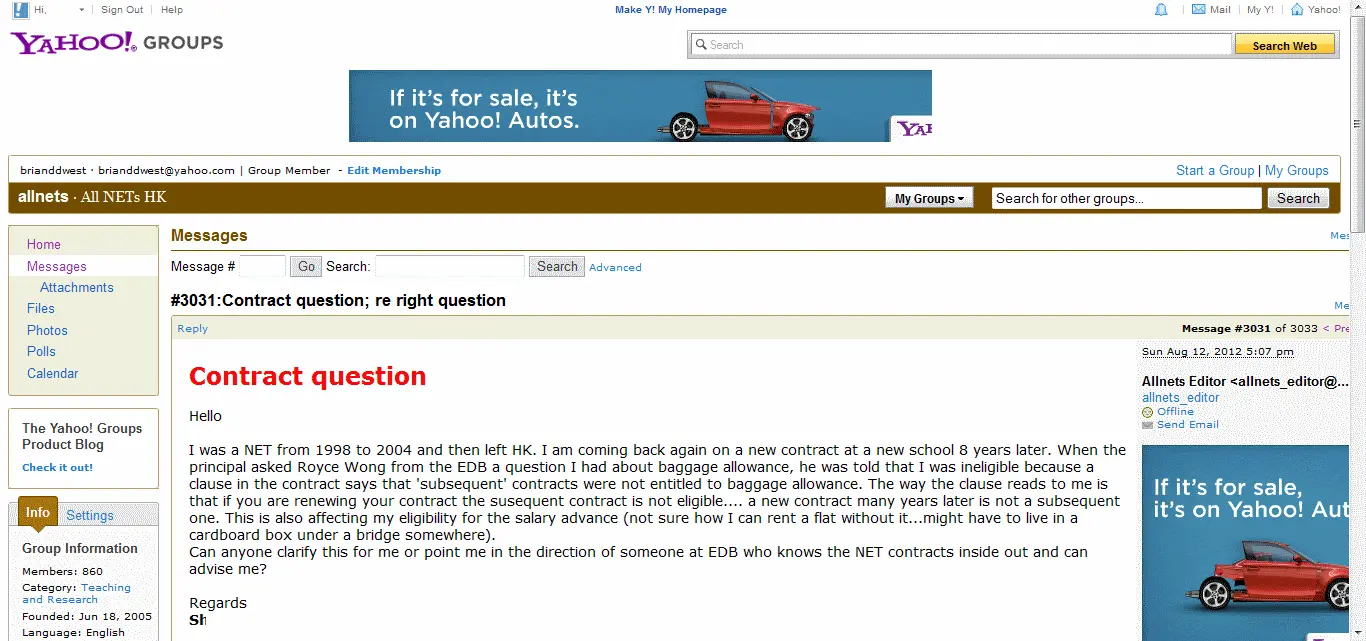 Hi,
Sign Out
Help
Make Y! My Homepage
Mail
My Y!
Yahoo!
YAHOO! GROUPS
Search
Search Web
If it's for sale, it's
on Yahoo! Autos.
brianddwest · brianddwest@yahoo.com | Group Member - Edit Membership
Start a Group | My Groups
allnets · All NETs HK
My Groups
Search for other groups...
Search
Home
Messages
Attachments
Files
Photos
Polls
Calendar
The Yahoo! Groups
Product Blog
Check it out!
Info
Settings
Group Information
Members: 860
Category: Teaching
and Research
Founded: Jun 18, 2005
Language: English
Messages
Message # Go Search: Search Advanced
#3031:Contract question; re right question
Reply
Message #3031 of 3033 < Pre
Contract question
Hello
I was a NET from 1998 to 2004 and then left HK. I am coming back again on a new contract at a new school 8 years later. When the
principal asked Royce Wong from the EDB a question I had about baggage allowance, he was told that I was ineligible because a
clause in the contract says that 'subsequent' contracts were not entitled to baggage allowance. The way the clause reads to me is
that if you are renewing your contract the susequent contract is not eligible.... a new contract many years later is not a subsequent
one. This is also affecting my eligibility for the salary advance (not sure how I can rent a flat without it...might have to live in a
cardboard box under a bridge somewhere).
Can anyone clarify this for me or point me in the direction of someone at EDB who knows the NET contracts inside out and can
advise me?
Regards
Sh
Sun Aug 12, 2012 5:07 pm
Allnets Editor <allnets_editor@...
allnets_editor
Offline
Send Email
If it's for sale,
it's on Yahoo! Aut